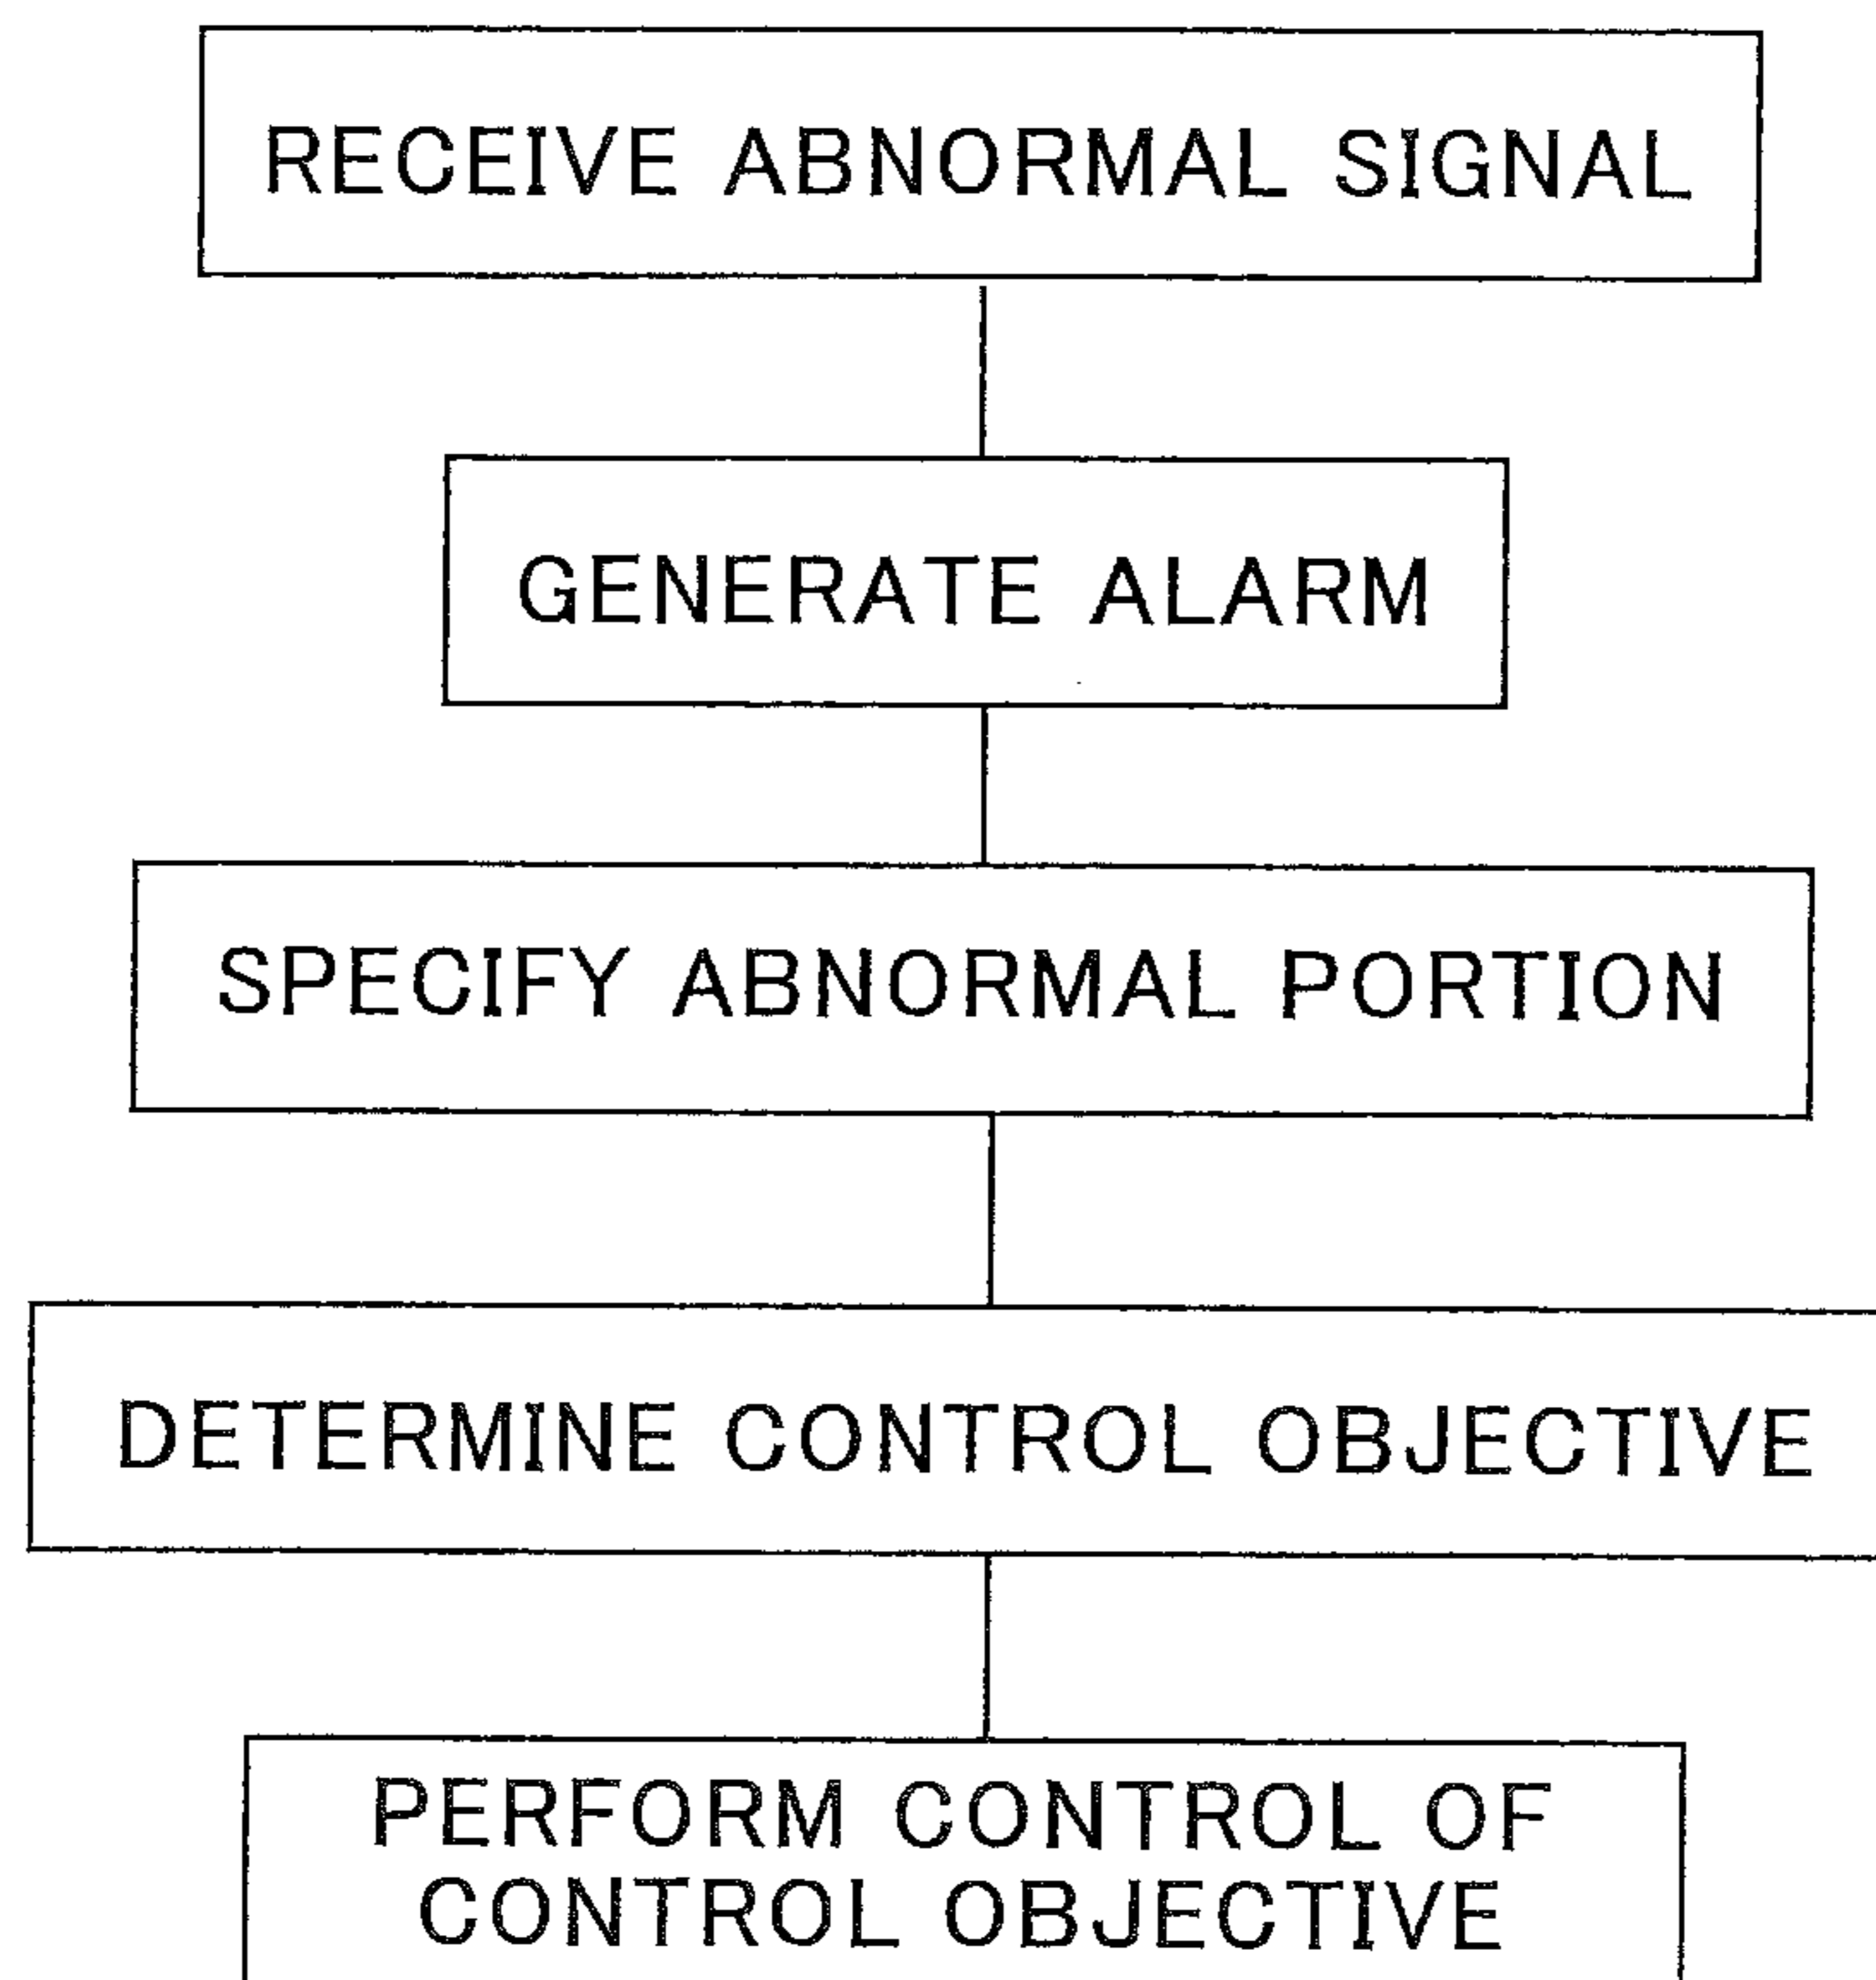 RECEIVE ABNORMAL SIGNAL
GENERATE ALARM
SPECIFY ABNORMAL PORTION
DETERMINE CONTROL OBJECTIVE
PERFORM CONTROL OF
CONTROL OBJECTIVE